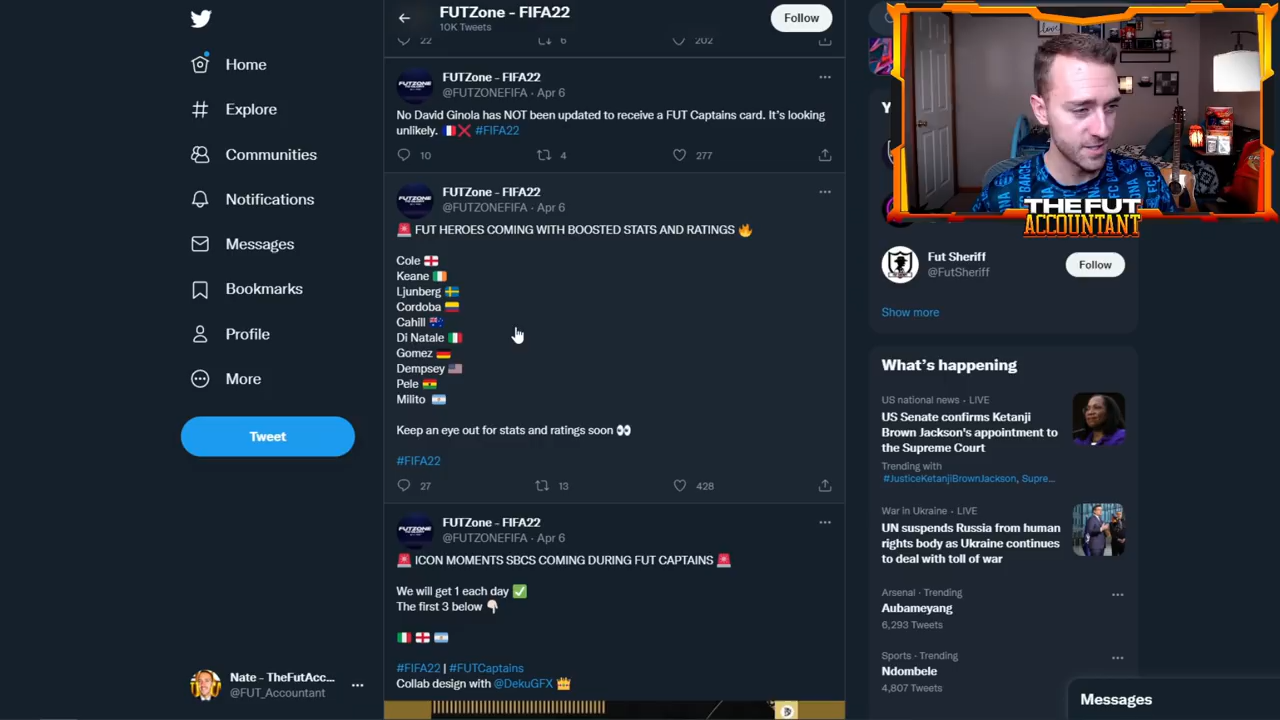 FUTZone - FIFA22
10K Tweets
Follow
22 6 202
Home
Explore
Communities
Notifications
Messages
Bookmarks
Profile
More
Tweet
Nate - TheFutAcc...
@FUT_Accountant
FUTZone - FIFA22
@FUTZONEFIFA · Apr 6
No David Ginola has NOT been updated to receive a FUT Captains card. It's looking
unlikely. 🇫🇷❌ #FIFA22
10 4 277
FUTZone - FIFA22
@FUTZONEFIFA · Apr 6
🚨 FUT HEROES COMING WITH BOOSTED STATS AND RATINGS 🔥
Cole 🏴󠁧󠁢󠁥󠁮󠁧󠁿
Keane 🇮🇪
Ljunberg 🇸🇪
Cordoba 🇨🇴
Cahill 🇦🇺
Di Natale 🇮🇹
Gomez 🇩🇪
Dempsey 🇺🇸
Pele 🇬🇭
Milito 🇦🇷
Keep an eye out for stats and ratings soon 👀
#FIFA22
27 13 428
FUTZone - FIFA22
@FUTZONEFIFA · Apr 6
🚨 ICON MOMENTS SBCS COMING DURING FUT CAPTAINS 🚨
We will get 1 each day ✅
The first 3 below 👇🏻
🇮🇹 🏴󠁧󠁢󠁥󠁮󠁧󠁿 🇦🇷
#FIFA22 | #FUTCaptains
Collab design with @DekuGFX 👑
THE FUT
ACCOUNTANT
Fut Sheriff
@FutSheriff
Follow
Show more
What's happening
US national news · LIVE
US Senate confirms Ketanji
Brown Jackson's appointment to
the Supreme Court
Trending with
#JusticeKetanjiBrownJackson, Supre...
War in Ukraine · LIVE
UN suspends Russia from human
rights body as Ukraine continues
to deal with toll of war
Arsenal · Trending
Aubameyang
6,293 Tweets
Sports · Trending
Ndombele
4,807 Tweets
Messages